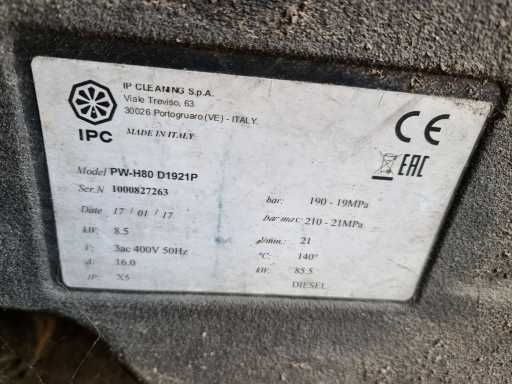 IP CLEANING S.p.A.
Viale Treviso, 63
30026 Portogruaro (VE) - ITALY
IPC MADE IN ITALY
CE
EAC
Model PW-H80 D1921P
Ser.N 1000827263
Date 17 / 01 / 17
kW: 8.5
V: 3ac 400V 50Hz
A: 16.0
IP: X5
bar: 190 - 19MPa
bar max: 210 - 21MPa
l/min.: 21
°C: 140°
kW: 85.5
DIESEL